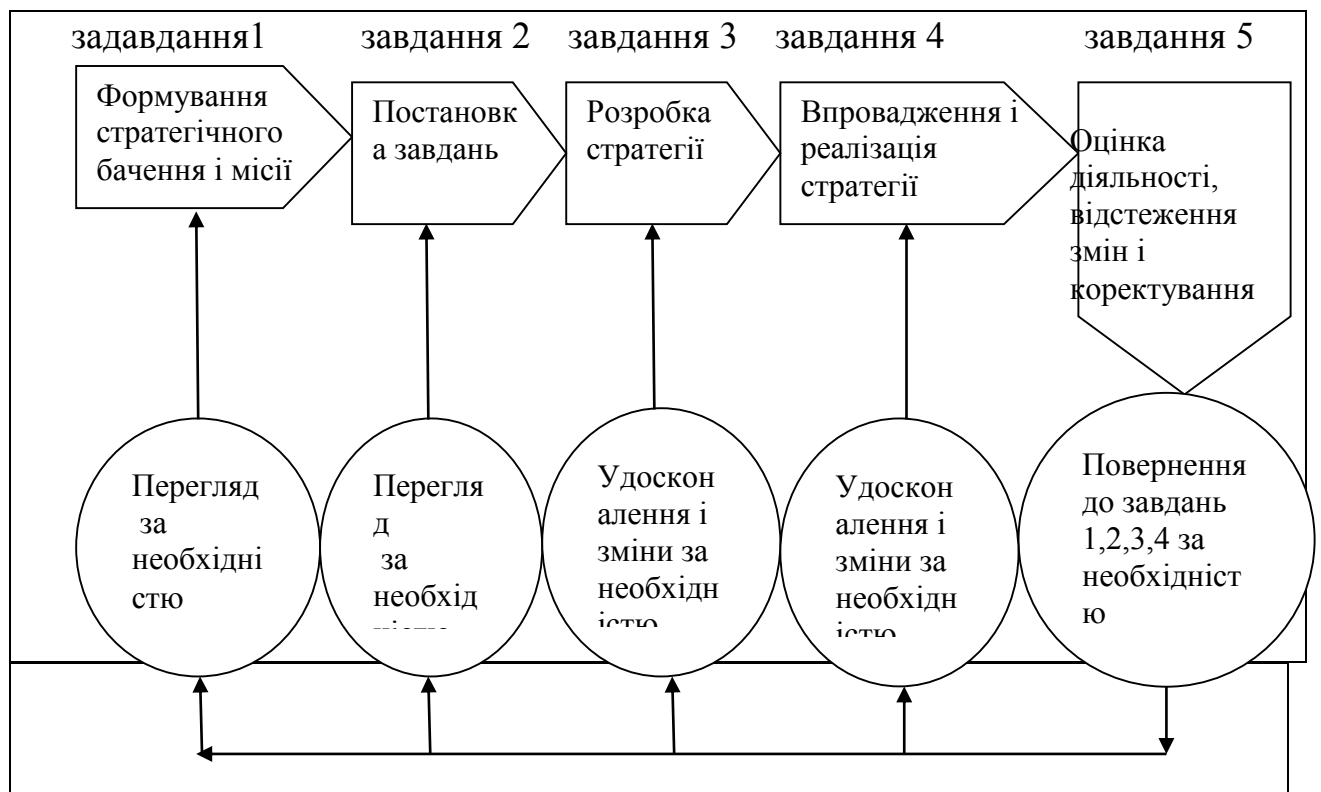 задавдання1
завдання 2
завдання 3
завдання 4
завдання 5
Формування
стратегічного
бачення і місії
Постановк
а завдань
Розробка
стратегії
Впровадження і
реалізація
стратегії
Оцінка
діяльності,
відстеження
змін і
коректування
Перегляд
за
необхідні
стю
Перегля
д
за
необхід
Удоскон
алення і
зміни за
необхідн
істю
Удоскон
алення і
зміни за
необхідн
істю
Повернення
до завдань
1,2,3,4 за
необхідніст
ю